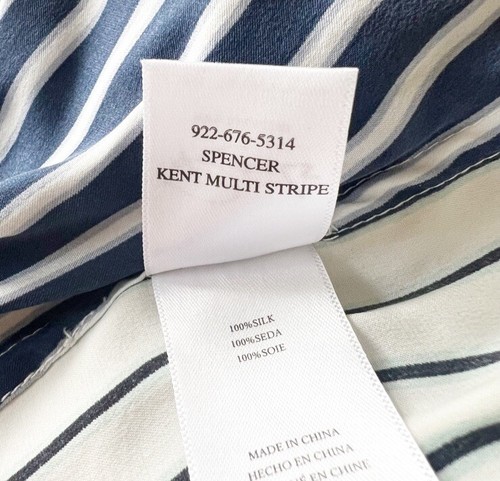 922-676-5314
SPENCER
KENT MULTI STRIPE
100%SILK
100%SEDA
100%SOIE
MADE IN CHINA
HECHO EN CHINA
EN CHINE